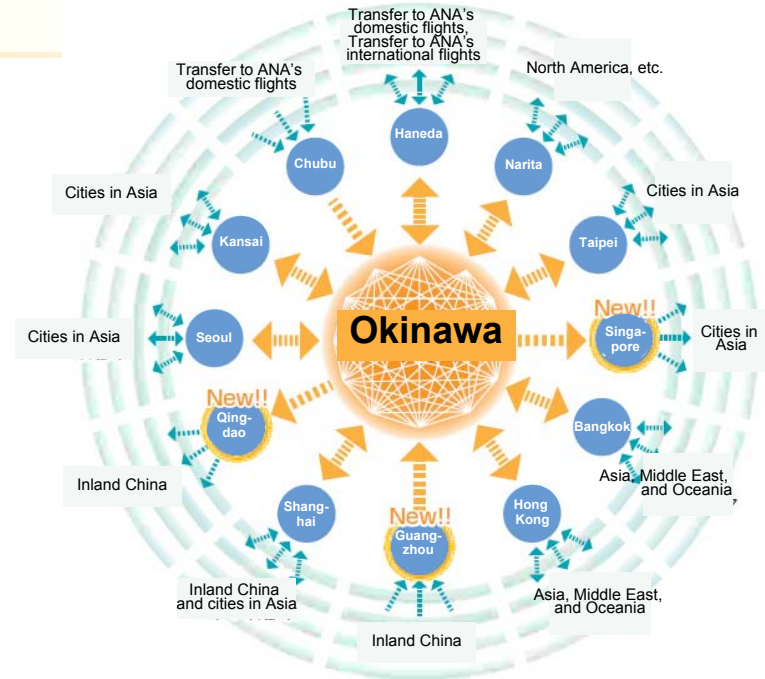 Transfer to ANA's
domestic flights,
Transfer to ANA's
international flights
Transfer to ANA's
domestic flights
North America, etc.
Haneda
Chubu
Narita
Cities in Asia
Cities in Asia
Kansai
Taipei
Okinawa
New!!
Cities in Asia
Seoul
Singa-
pore
Cities in
Asia
New!!
Qing-
dao
Bangkok
Inland China
Asia, Middle East,
and Oceania
Shang-
hai
New!!
Guang-
zhou
Hong
Kong
Inland China
and cities in Asia
Asia, Middle East,
and Oceania
Inland China